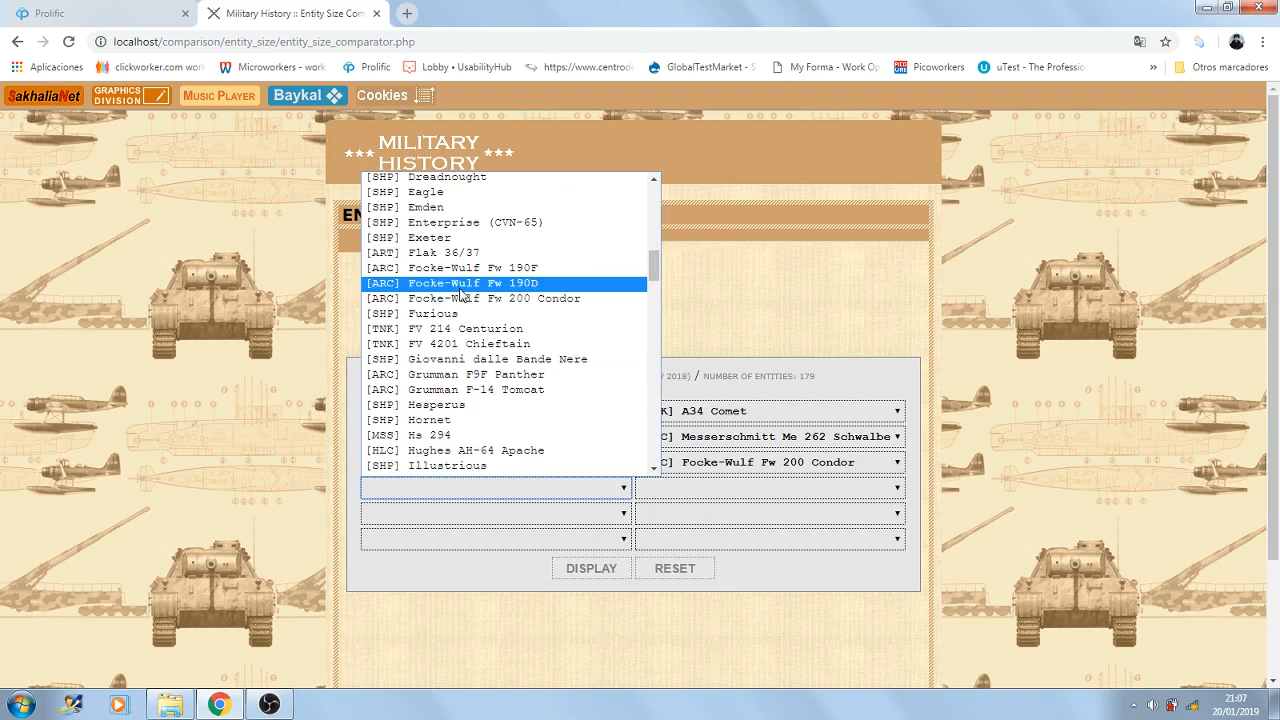 Prolific
Military History :: Entity Size Com
localhost/comparison/entity_size/entity_size_comparator.php
Aplicaciones
clickworker.com work
Microworkers - work
Prolific
Lobby · UsabilityHub
https://www.centrode
GlobalTestMarket - S
My Forma - Work Op
PICO WRK
Picoworkers
uTest - The Professio
»
Otros marcadores
SAKHALIANET
GRAPHICS DIVISION
MUSIC PLAYER
Baykal
Cookies
MILITARY
*** HISTORY ***
EN
[SHP] Dreadnought
[SHP] Eagle
[SHP] Emden
[SHP] Enterprise (CVN-65)
[SHP] Exeter
[ART] Flak 36/37
[ARC] Focke-Wulf Fw 190F
[ARC] Focke-Wulf Fw 190D
[ARC] Focke-Wulf Fw 200 Condor
[SHP] Furious
[TNK] FV 214 Centurion
[TNK] FV 4201 Chieftain
[SHP] Giovanni dalle Bande Nere
[ARC] Grumman F9F Panther
[ARC] Grumman F-14 Tomcat
[SHP] Hesperus
[SHP] Hornet
[MSS] Hs 294
[HLC] Hughes AH-64 Apache
[SHP] Illustrious
2018) / NUMBER OF ENTITIES: 179
K] A34 Comet
C] Messerschmitt Me 262 Schwalbe
C] Focke-Wulf Fw 200 Condor
DISPLAY
RESET
21:07
20/01/2019